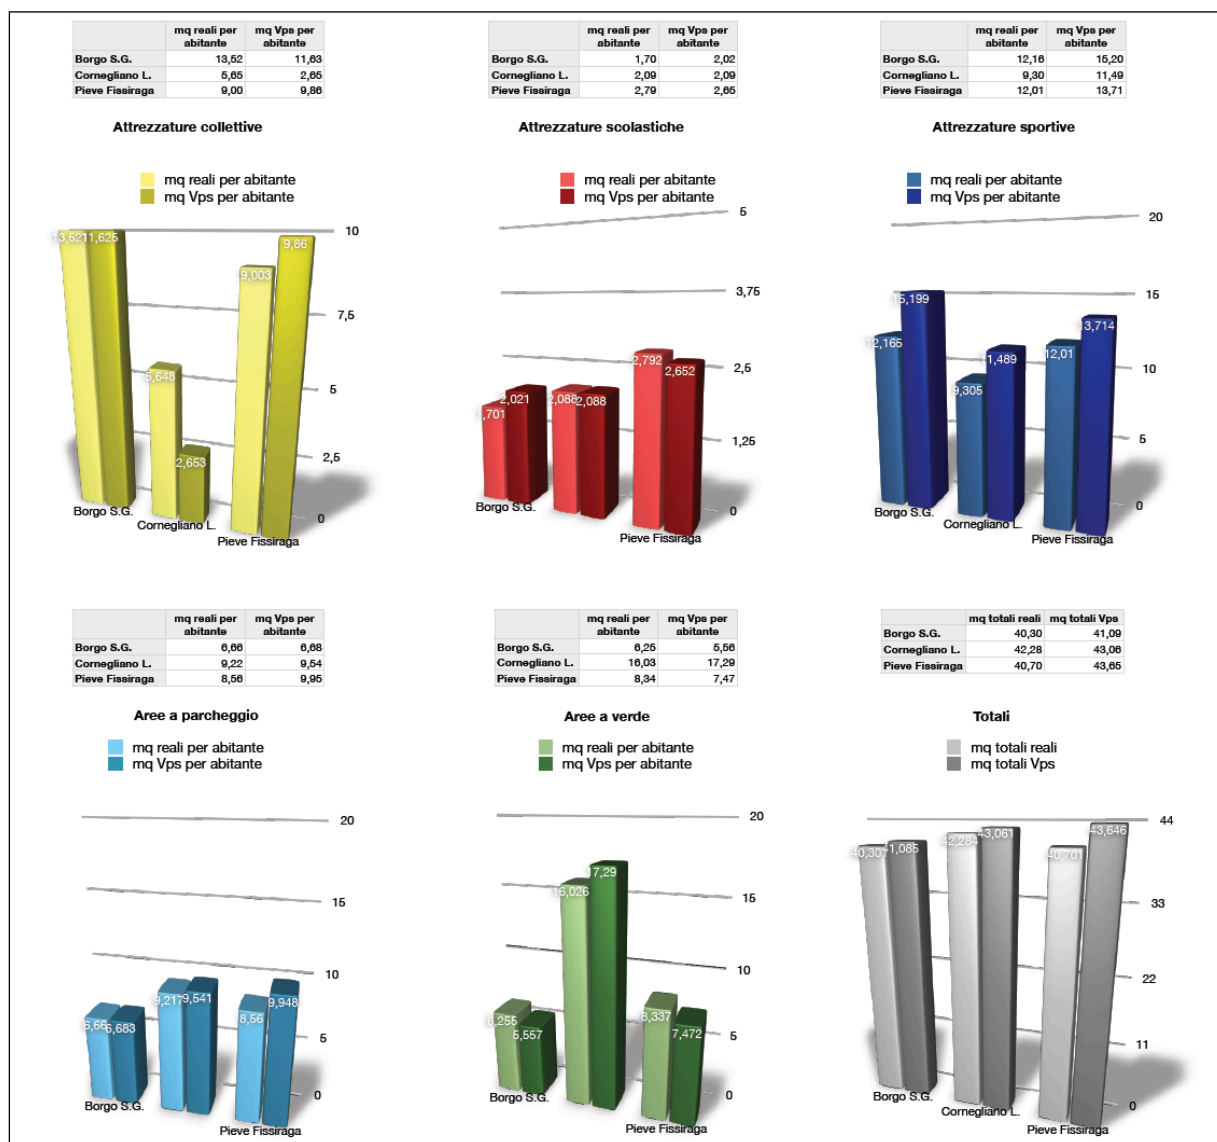 mq reali per abitante mq Vps per abitante
Borgo S.G. 13,52 11,63
Cornegliano L. 5,65 2,65
Pieve Fissiraga 9,00 9,86
Attrezzature collettive
mq reali per abitante
mq Vps per abitante
10
13,521 11,625 9,86
9,003
7,5
5,648
5
2,653
2,5
0
Borgo S.G.
Cornegliano L.
Pieve Fissiraga
mq reali per abitante mq Vps per abitante
Borgo S.G. 1,70 2,02
Cornegliano L. 2,09 2,09
Pieve Fissiraga 2,79 2,65
Attrezzature scolastiche
mq reali per abitante
mq Vps per abitante
5
3,75
2,5
2,792
2,652
2,021 2,088 2,088
1,701
1,25
0
Borgo S.G.
Pieve Fissiraga
mq reali per abitante mq Vps per abitante
Borgo S.G. 12,16 15,20
Cornegliano L. 9,30 11,49
Pieve Fissiraga 12,01 13,71
Attrezzature sportive
mq reali per abitante
mq Vps per abitante
20
15
15,199
13,714
12,165 11,489 12,01
10
9,305
5
0
Borgo S.G.
Cornegliano L.
Pieve Fissiraga
mq reali per abitante mq Vps per abitante
Borgo S.G. 6,66 6,68
Cornegliano L. 9,22 9,54
Pieve Fissiraga 8,56 9,95
Aree a parcheggio
mq reali per abitante
mq Vps per abitante
20
15
10
9,217 9,541 9,948
8,56
6,66 6,683
5
0
Borgo S.G.
Pieve Fissiraga
mq reali per abitante mq Vps per abitante
Borgo S.G. 6,25 5,56
Cornegliano L. 16,03 17,29
Pieve Fissiraga 8,34 7,47
Aree a verde
mq reali per abitante
mq Vps per abitante
20
17,29
16,026
15
10
6,255 8,337
5,557 7,472
5
0
Borgo S.G.
Pieve Fissiraga
mq totali reali mq totali Vps
Borgo S.G. 40,30 41,09
Cornegliano L. 42,28 43,06
Pieve Fissiraga 40,70 43,65
Totali
mq totali reali
mq totali Vps
44
43,646
42,284 43,061
40,301 41,085 40,701
33
22
11
0
Borgo S.G.
Cornegliano L.
Pieve Fissiraga